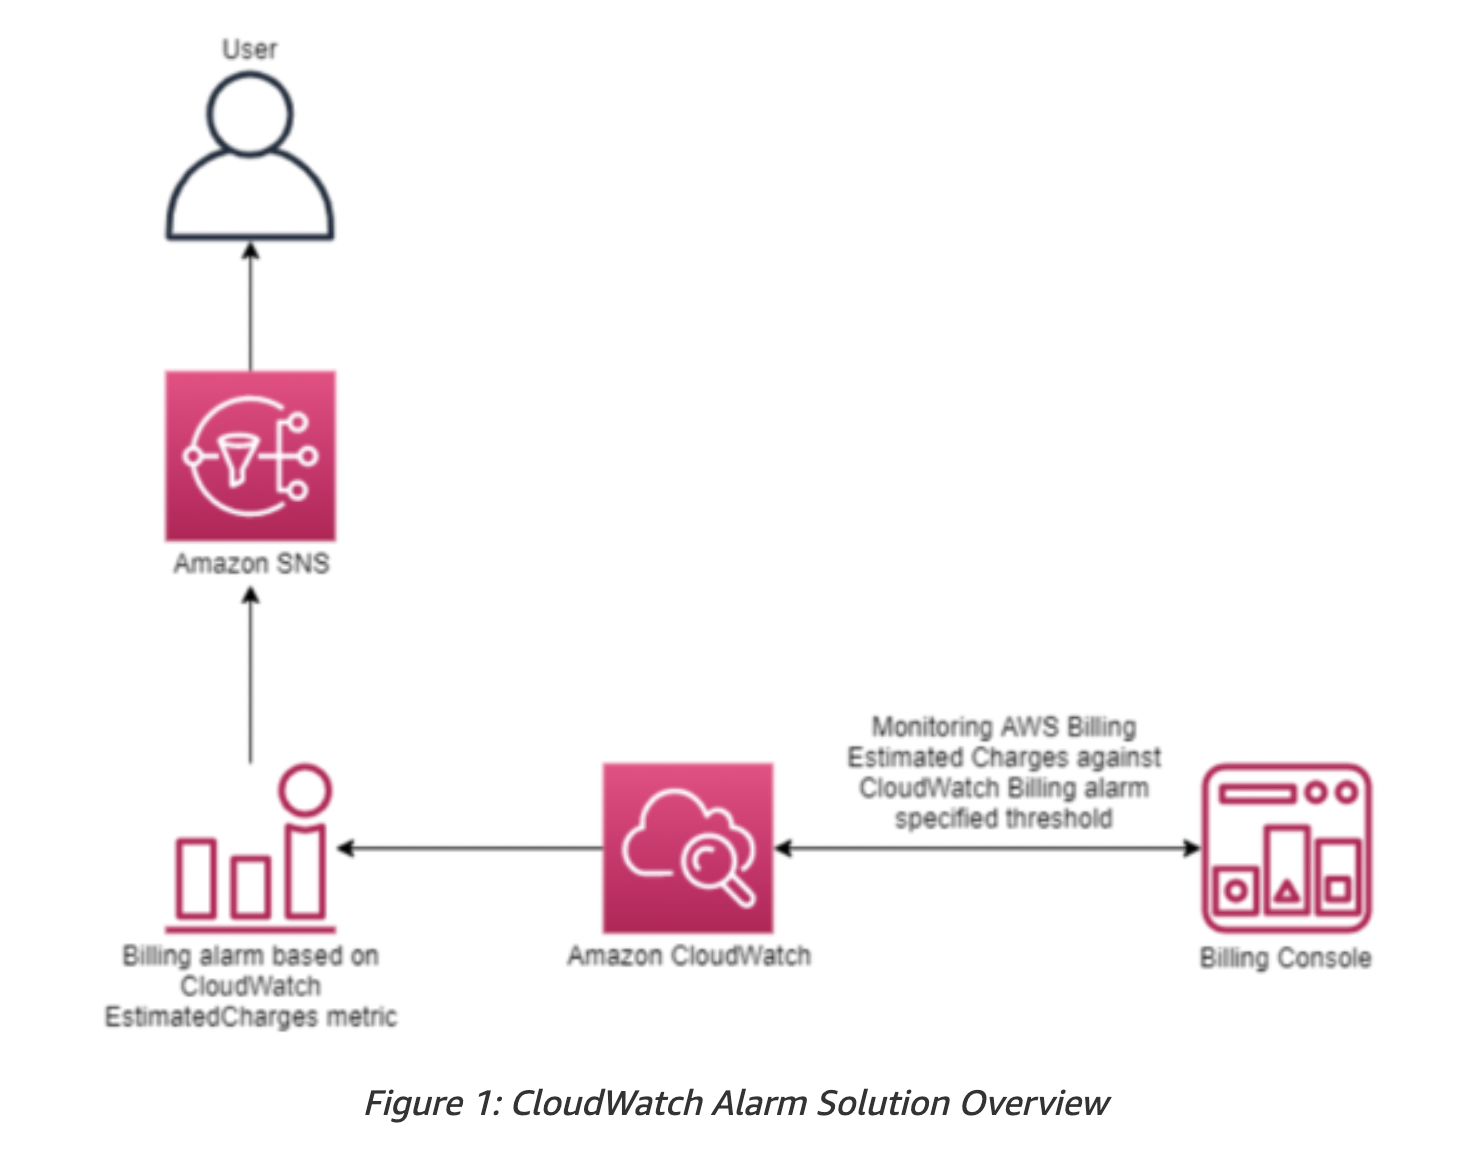 User
Amazon SNS
Monitoring AWS Billing
Estimated Charges against
CloudWatch Billing alarm
specified threshold
Billing alarm based on
CloudWatch
EstimatedCharges metric
Amazon CloudWatch
Billing Console
Figure 1: CloudWatch Alarm Solution Overview